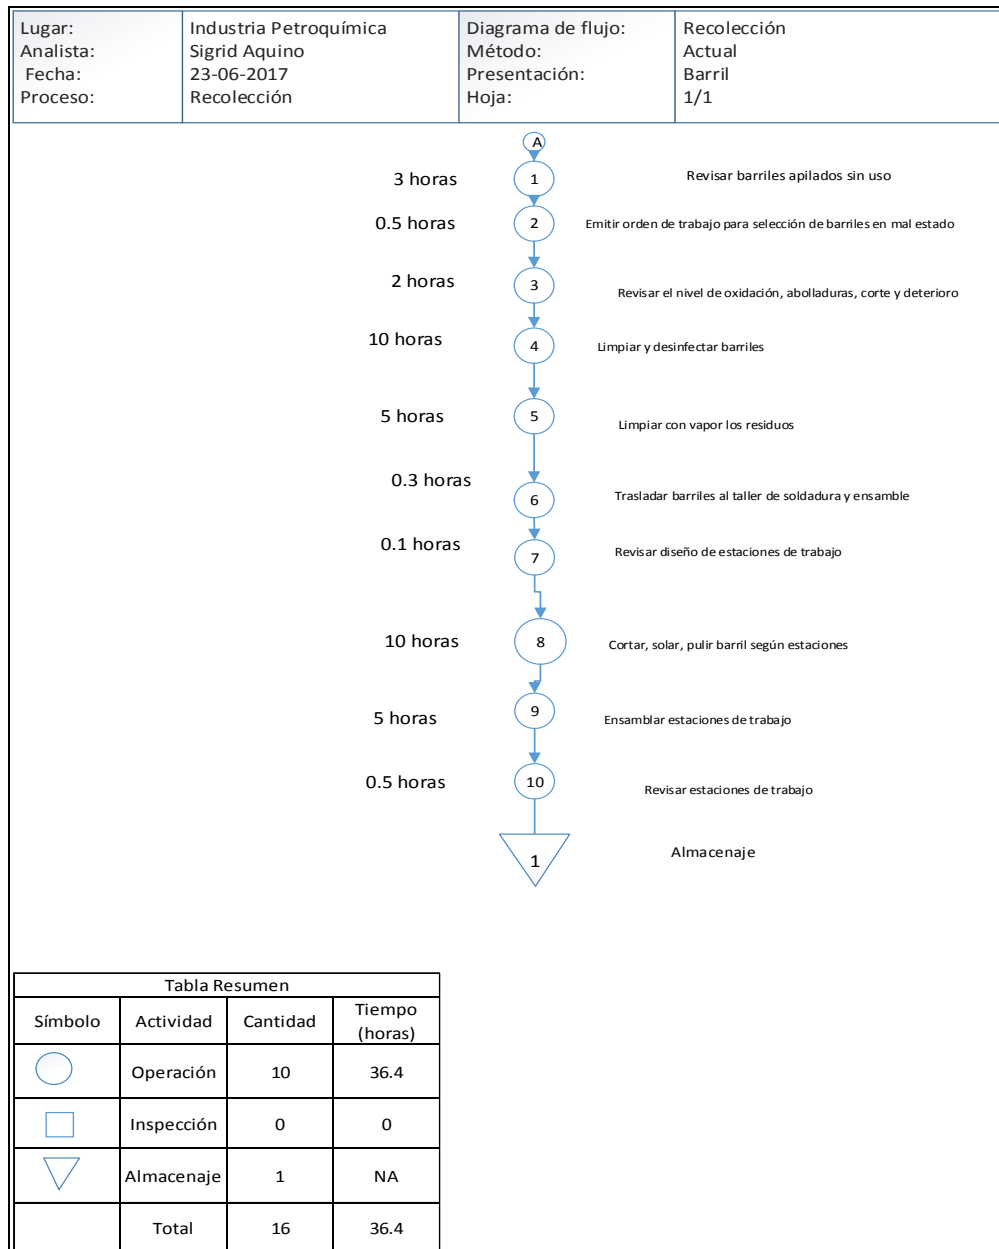 Lugar: Industria Petroquímica Diagrama de flujo: Recolección
Analista: Sigrid Aquino Método: Actual
Fecha: 23-06-2017 Presentación: Barril
Proceso: Recolección Hoja: 1/1
A
3 horas 1 Revisar barriles apilados sin uso
0.5 horas 2 Emitir orden de trabajo para selección de barriles en mal estado
2 horas 3 Revisar el nivel de oxidación, abolladuras, corte y deterioro
10 horas 4 Limpiar y desinfectar barriles
5 horas 5 Limpiar con vapor los residuos
0.3 horas 6 Trasladar barriles al taller de soldadura y ensamble
0.1 horas 7 Revisar diseño de estaciones de trabajo
10 horas 8 Cortar, solar, pulir barril según estaciones
5 horas 9 Ensamblar estaciones de trabajo
0.5 horas 10 Revisar estaciones de trabajo
1 Almacenaje
Tabla Resumen
Símbolo Actividad Cantidad Tiempo (horas)
Operación 10 36.4
Inspección 0 0
Almacenaje 1 NA
Total 16 36.4